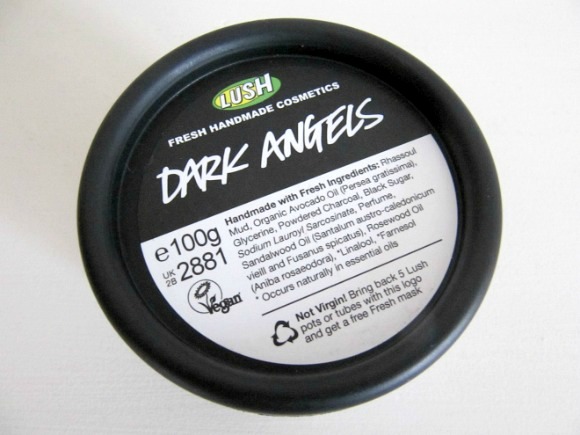 LUSH
FRESH HANDMADE COSMETICS
DARK ANGELS
e 100g
UK 2B 2881
Vegan
Handmade with Fresh Ingredients: Rhassoul
Mud, Organic Avocado Oil (Persea gratissima),
Glycerine, Powdered Charcoal, Black Sugar,
Sodium Lauroyl Sarcosinate, Perfume,
Sandalwood Oil (Santalum austro-caledonicum
vieill and Fusanus spicatus), Rosewood Oil
(Aniba rosaeodora), *Linalool, *Farnesol
* Occurs naturally in essential oils
Not Virgin! Bring back 5 Lush
pots or tubes with this logo
and get a free Fresh mask